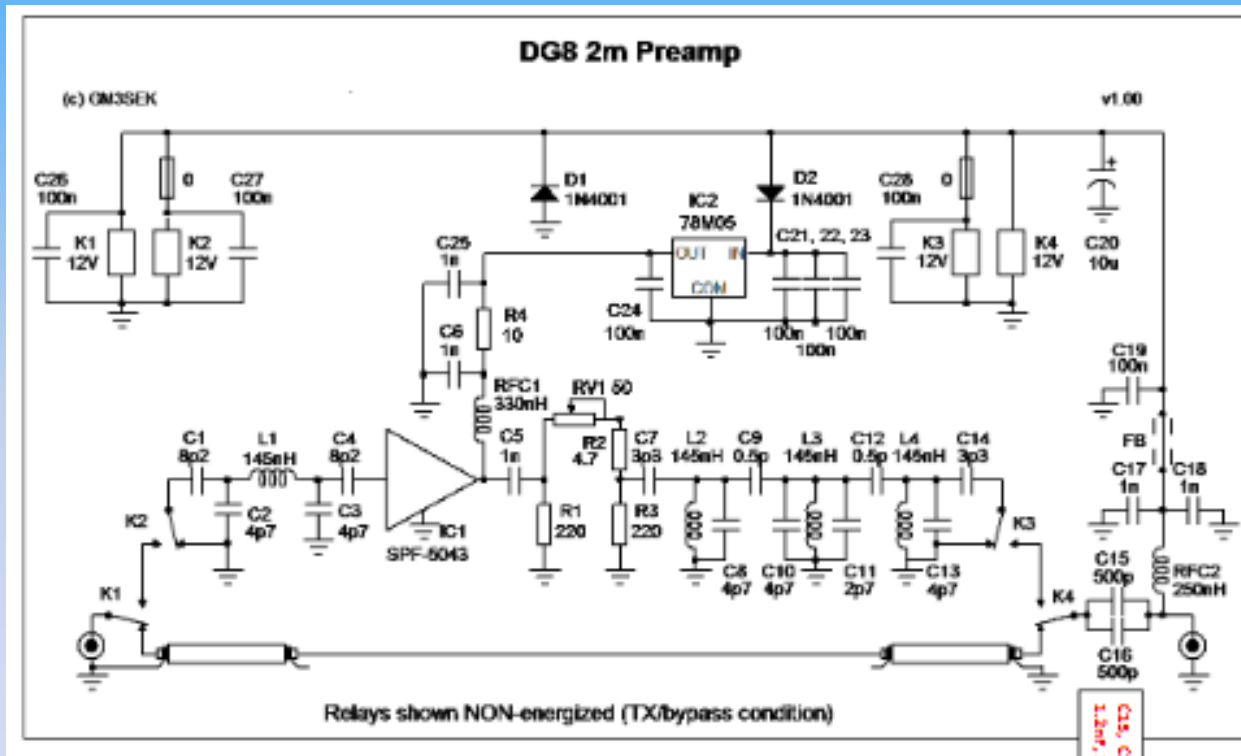 DG8 2m Preamp
(c) GM3SEK
v1.00
C26
100n
0
C27
100n
K1
12V
K2
12V
D1
1N4001
IC2
78M05
OUT IN
CON
D2
1N4001
C21, 22, 23
100n
100n
100n
C28
100n
0
K3
12V
K4
12V
C20
10u
C25
1n
R4
10
C24
100n
C6
1n
RFC1
330nH
RV1 50
C19
100n
FB
C17
1n
C18
1n
C1
8p2
L1
145nH
C4
8p2
C5
1n
R2
4.7
C7
3p3
L2
145nH
C9
0.5p
L3
145nH
C12
0.5p
L4
145nH
C14
3p3
K2
C2
4p7
C3
4p7
IC1
SPF-5043
R1
220
R3
220
C8
4p7
C10
4p7
C11
2p7
C13
4p7
K3
C15
500p
RFC2
250nH
K1
K4
C16
500p
Relays shown NON-energized (TX/bypass condition)
C15, C
1.2nF,